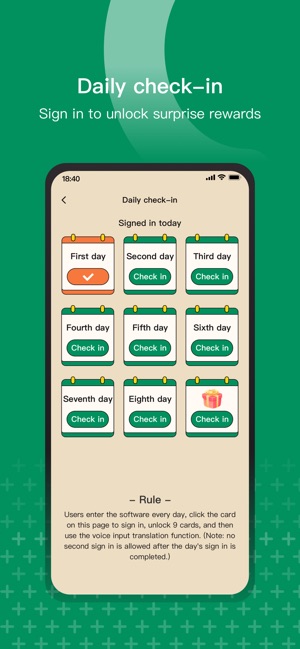 Daily check-in
Sign in to unlock surprise rewards
18:40
Daily check-in
Signed in today
First day
Second day
Third day
Check in
Check in
Fourth day
Fifth day
Sixth day
Check in
Check in
Check in
Seventh day
Eighth day
Check in
Check in
Check in
- Rule -
Users enter the software every day, click the card
on this page to sign in, unlock 9 cards, and then
use the voice input translation function. (Note: no
second sign in is allowed after the day's sign in is
completed.)